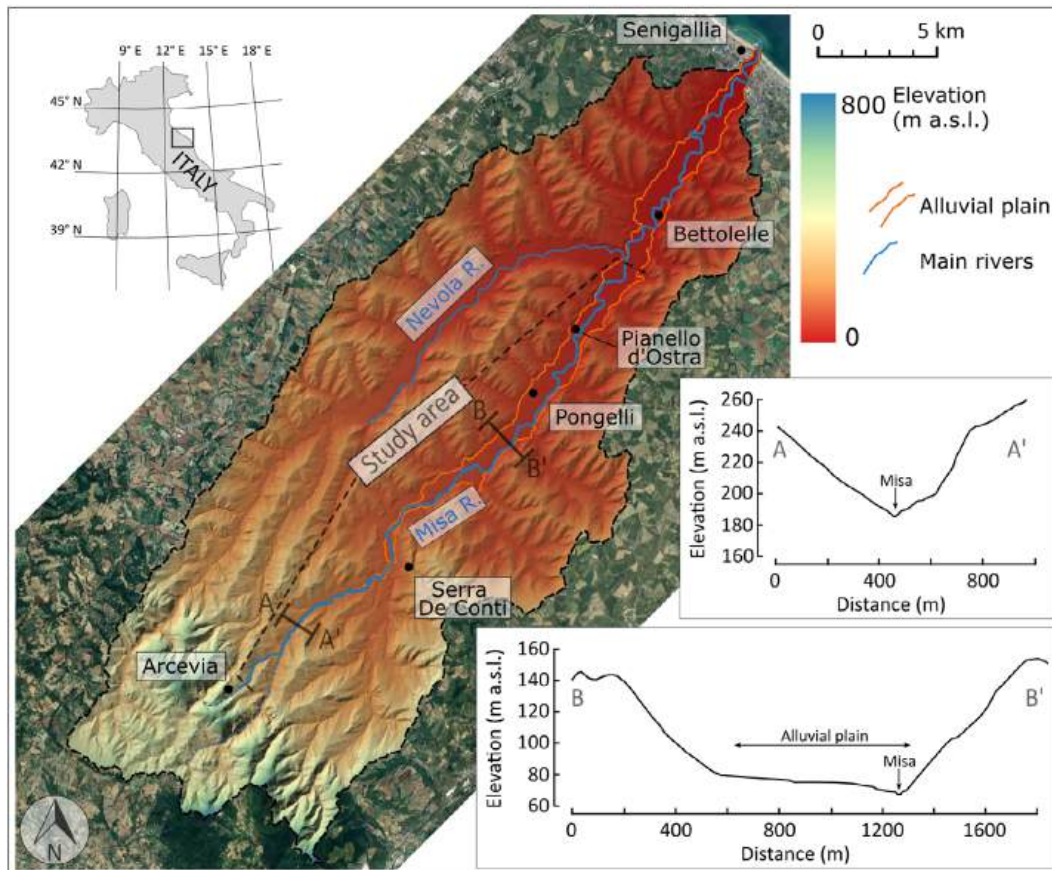 9° E 12° E 15° E 18° E
45° N
42° N
39° N
ITALY
Senigallia
0 5 km
800
Elevation
(m a.s.l.)
0
Alluvial plain
Main rivers
Bettolelle
Nevola R.
Pianello
d'Ostra
Study area
Pongelli
B
B'
Misa R.
Serra
De Conti
A
A'
Arcevia
N
260
240
220
200
180
160
Elevation (m a.s.l.)
A
A'
Misa
0 400 800
Distance (m)
160
140
120
100
80
60
Elevation (m a.s.l.)
B
B'
Alluvial plain
Misa
0 400 800 1200 1600
Distance (m)